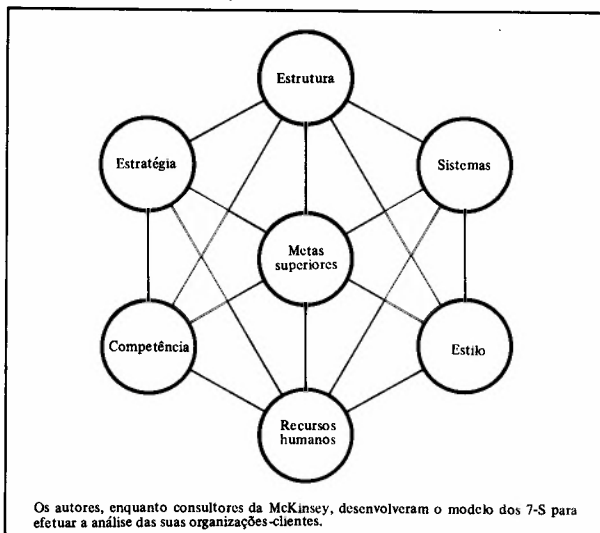 Estrutura
Estratégia
Sistemas
Metas
superiores
Competência
Estilo
Recursos
humanos
Os autores, enquanto consultores da McKinsey, desenvolveram o modelo dos 7-S para
efetuar a análise das suas organizações-clientes.